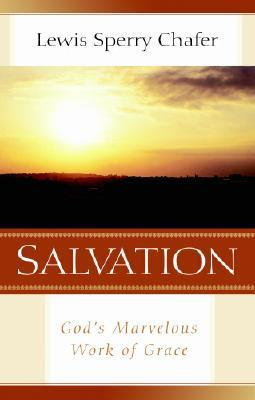 Lewis Sperry Chafer
SALVATION
God's Marvelous
Work of Grace